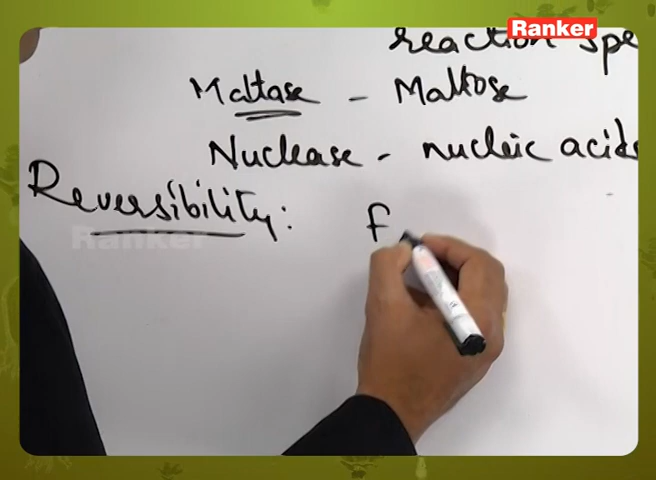 Ranker
reaction spe
Maltase - Maltose
Nuclease - nucleic acids
Reversibility: f
Ranker